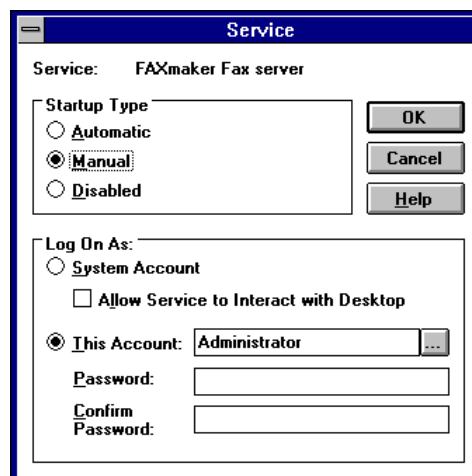 Service
Service: FAXmaker Fax server
Startup Type
Automatic
Manual
Disabled
OK
Cancel
Help
Log On As:
System Account
Allow Service to Interact with Desktop
This Account: Administrator ...
Password:
Confirm
Password: